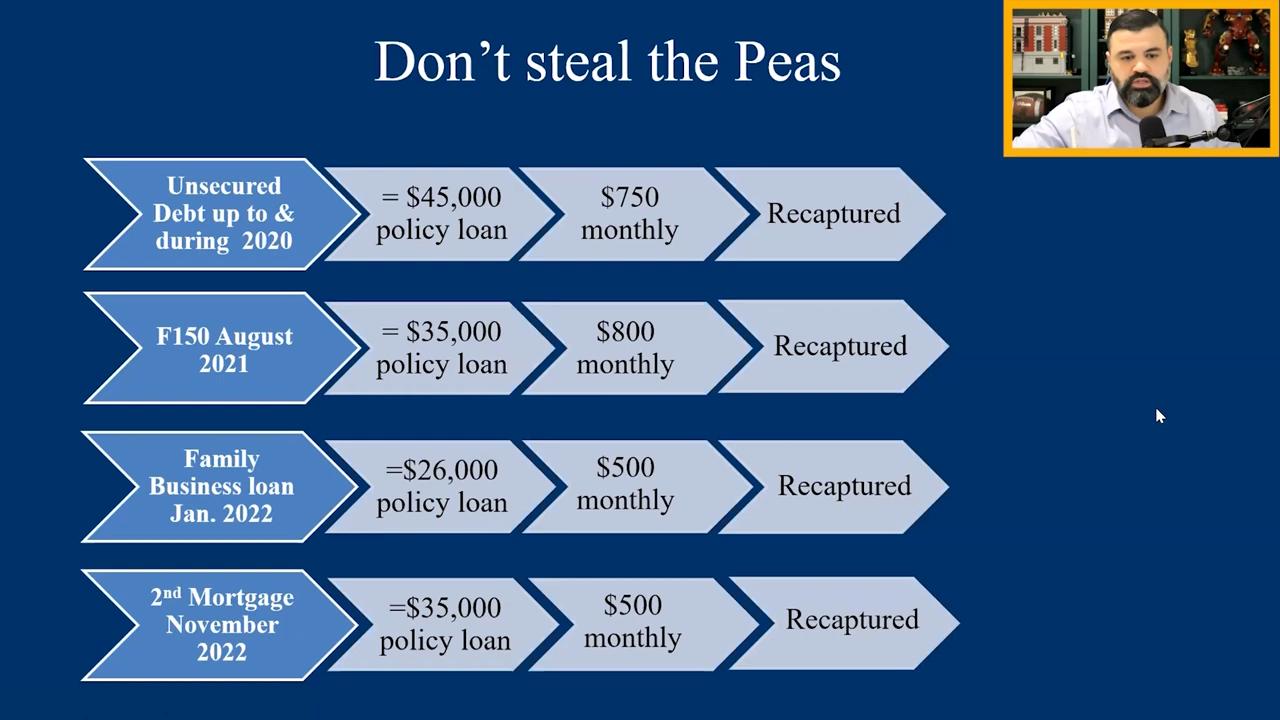 Don't steal the Peas
Unsecured
Debt up to &
during 2020
= $45,000
policy loan
$750
monthly
Recaptured
F150 August
2021
= $35,000
policy loan
$800
monthly
Recaptured
Family
Business loan
Jan. 2022
=$26,000
policy loan
$500
monthly
Recaptured
2nd Mortgage
November
2022
=$35,000
policy loan
$500
monthly
Recaptured